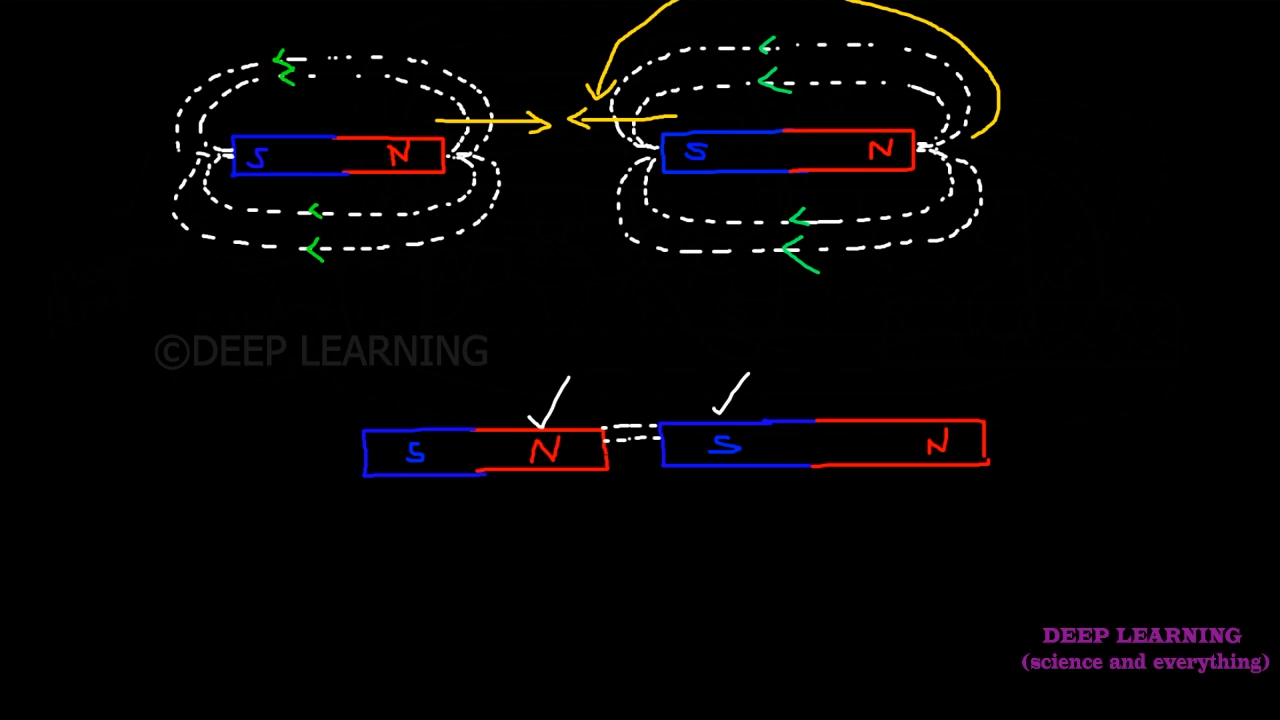 S N S N
©DEEP LEARNING
S N S N
DEEP LEARNING
(science and everything)